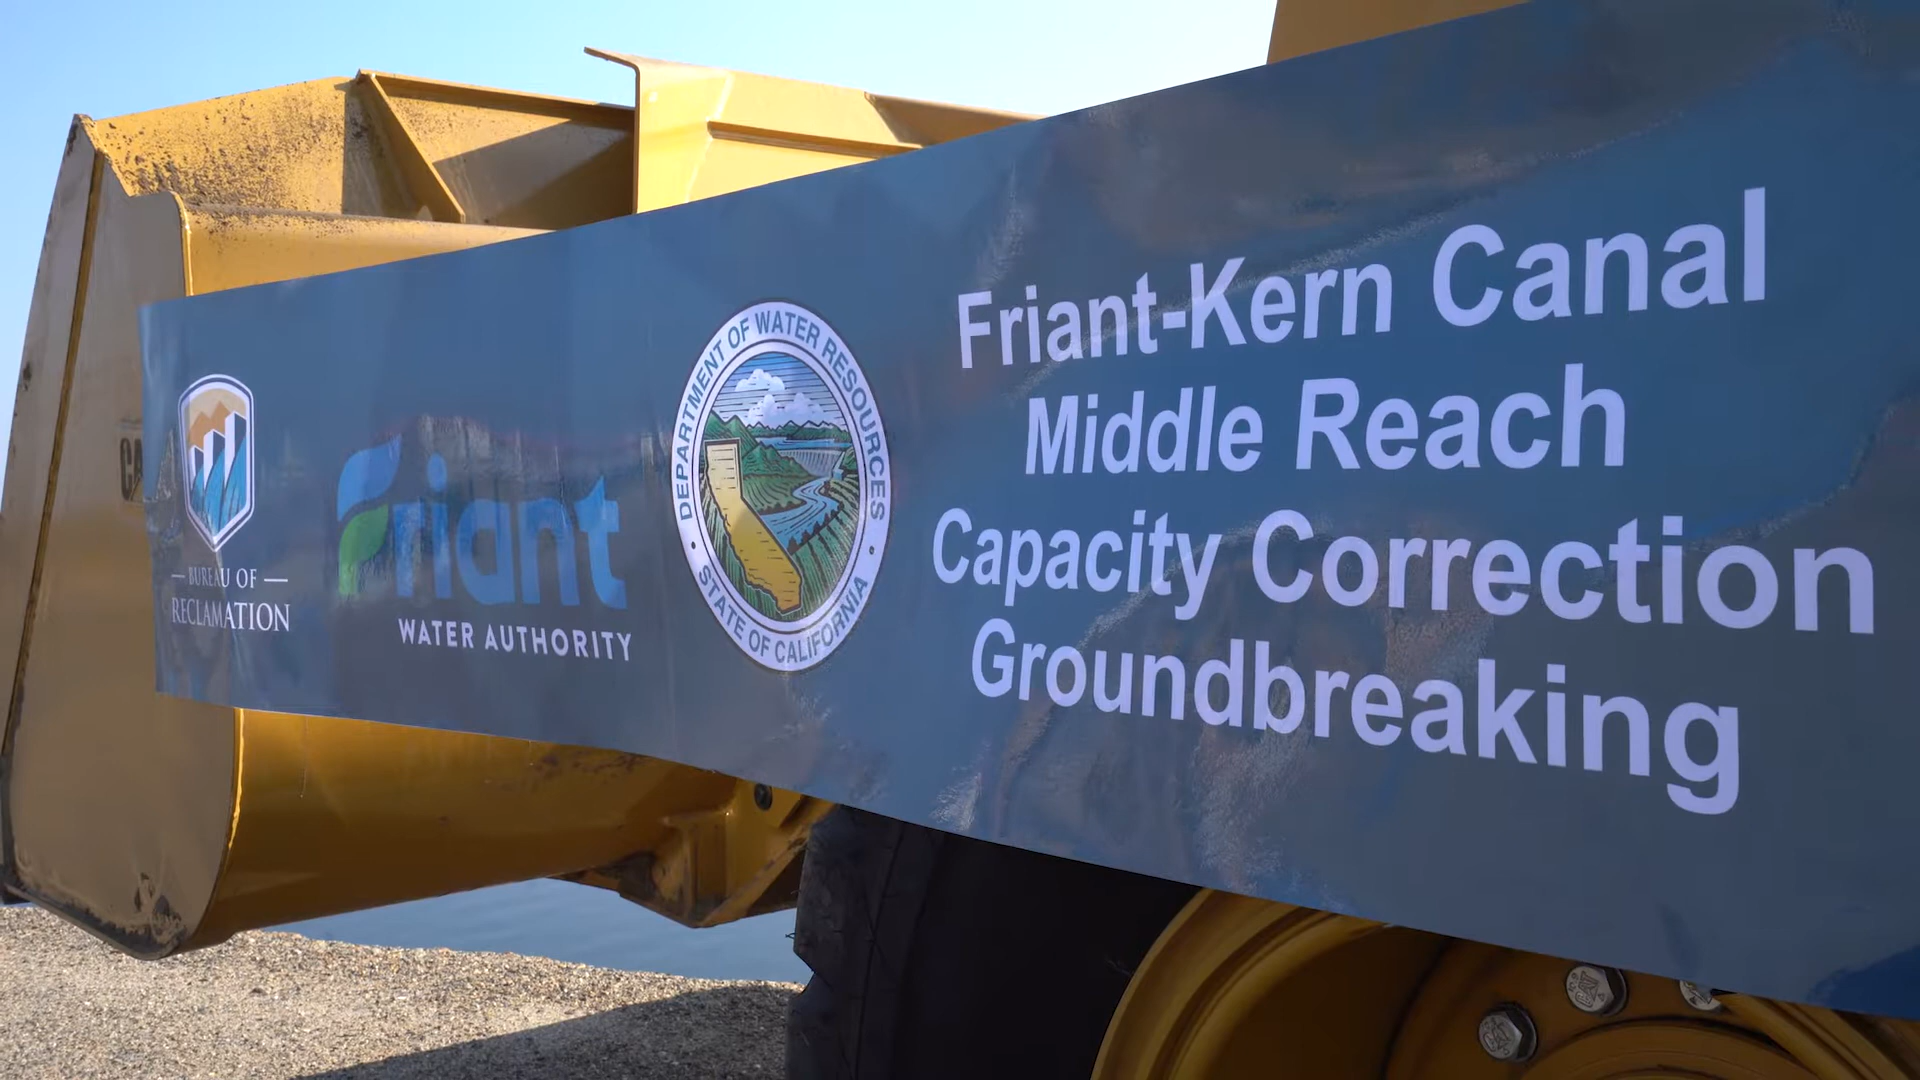 BUREAU OF
RECLAMATION
Friant
WATER AUTHORITY
DEPARTMENT OF WATER RESOURCES
STATE OF CALIFORNIA
Friant-Kern Canal
Middle Reach
Capacity Correction
Groundbreaking
CAT